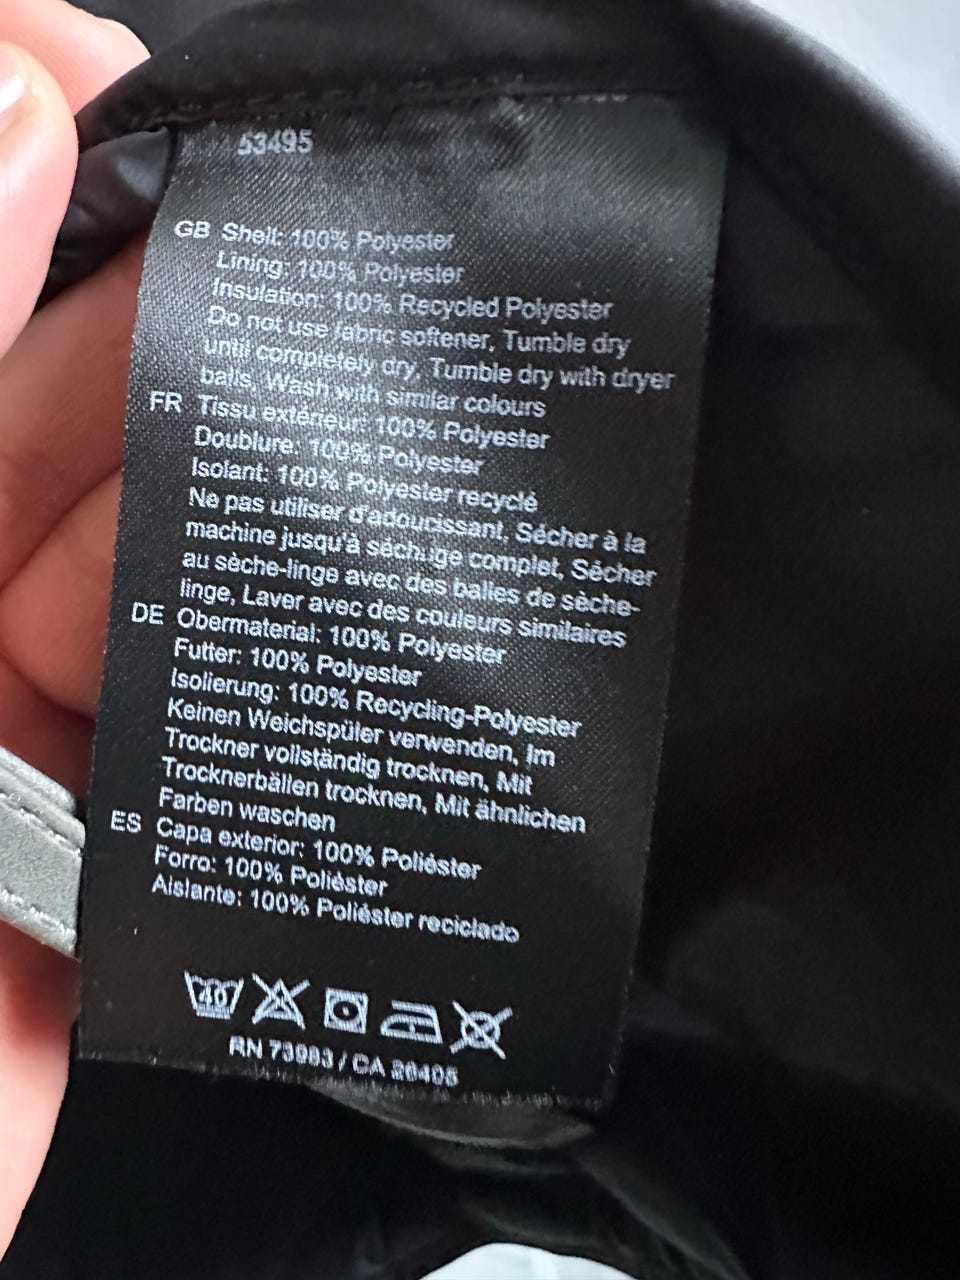 53495
GB Shell: 100% Polyester
Lining: 100% Polyester
Insulation: 100% Recycled Polyester
Do not use fabric softener, Tumble dry
until completely dry, Tumble dry with dryer
balls, Wash with similar colours
FR Tissu extérieur: 100% Polyester
Doublure: 100% Polyester
Isolant: 100% Polyester recyclé
Ne pas utiliser d'adoucissant, Sécher à la
machine jusqu'à séchage complet, Sécher
au sèche-linge avec des balles de sèche-
linge, Laver avec des couleurs similaires
DE Obermaterial: 100% Polyester
Futter: 100% Polyester
Isolierung: 100% Recycling-Polyester
Keinen Weichspüler verwenden, Im
Trockner vollständig trocknen, Mit
Trocknerbällen trocknen, Mit ähnlichen
Farben waschen
ES Capa exterior: 100% Poliéster
Forro: 100% Poliéster
Aislante: 100% Poliéster reciclado
40
RN 73983 / CA 26405